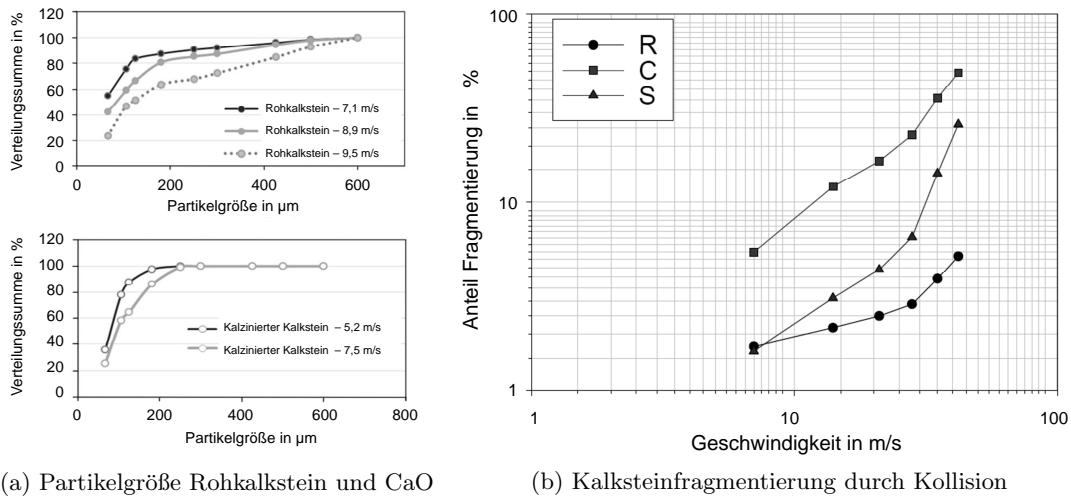 Verteilungssumme in %
120
100
80
60
40
20
0
Rohkalkstein – 7,1 m/s
Rohkalkstein – 8,9 m/s
Rohkalkstein – 9,5 m/s
0 200 400 600
Partikelgröße in µm
Verteilungssumme in %
120
100
80
60
40
20
0
Kalzinierter Kalkstein – 5,2 m/s
Kalzinierter Kalkstein – 7,5 m/s
0 200 400 600 800
Partikelgröße in µm
(a) Partikelgröße Rohkalkstein und CaO
Anteil Fragmentierung in %
100
10
1
R
C
S
1 10 100
Geschwindigkeit in m/s
(b) Kalksteinfragmentierung durch Kollision